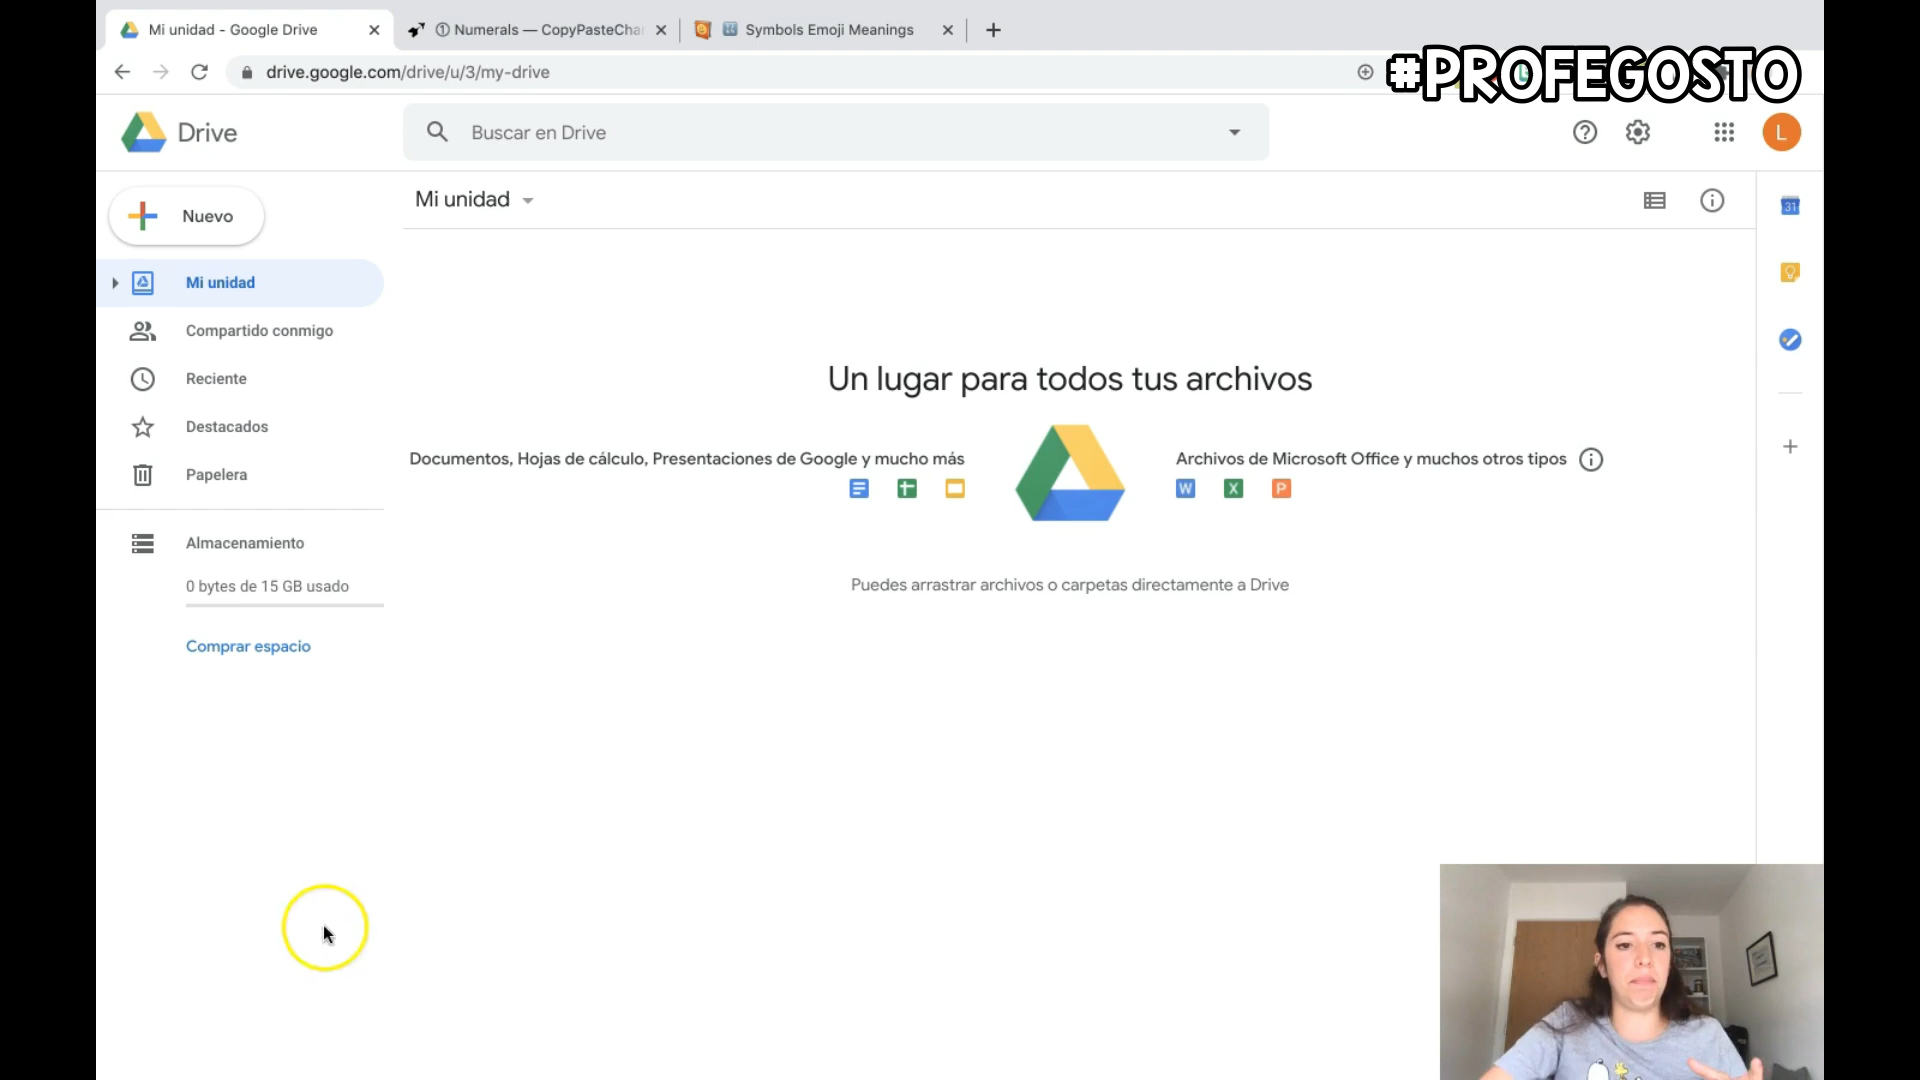 Mi unidad - Google Drive
① Numerals — CopyPasteCha
Symbols Emoji Meanings
drive.google.com/drive/u/3/my-drive
#PROFEGOSTO
Drive
Buscar en Drive
L
Nuevo
Mi unidad
31
Mi unidad
Compartido conmigo
Reciente
Destacados
Papelera
Almacenamiento
0 bytes de 15 GB usado
Comprar espacio
Un lugar para todos tus archivos
Documentos, Hojas de cálculo, Presentaciones de Google y mucho más
Archivos de Microsoft Office y muchos otros tipos
W X P
Puedes arrastrar archivos o carpetas directamente a Drive